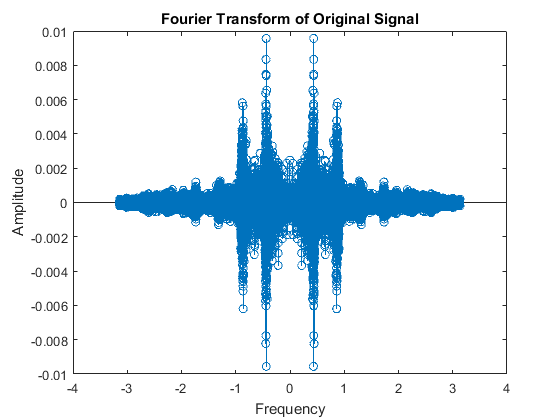 Fourier Transform of Original Signal
0.01
0.008
0.006
0.004
0.002
0
-0.002
-0.004
-0.006
-0.008
-0.01
Amplitude
-4 -3 -2 -1 0 1 2 3 4
Frequency